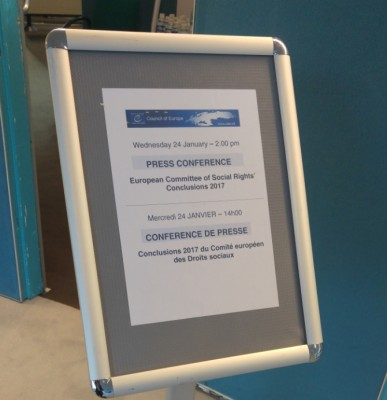 Council of Europe
Wednesday 24 January – 2.00 pm
PRESS CONFERENCE
European Committee of Social Rights'
Conclusions 2017
Mercredi 24 JANVIER – 14h00
CONFERENCE DE PRESSE
Conclusions 2017 du Comité européen
des Droits sociaux